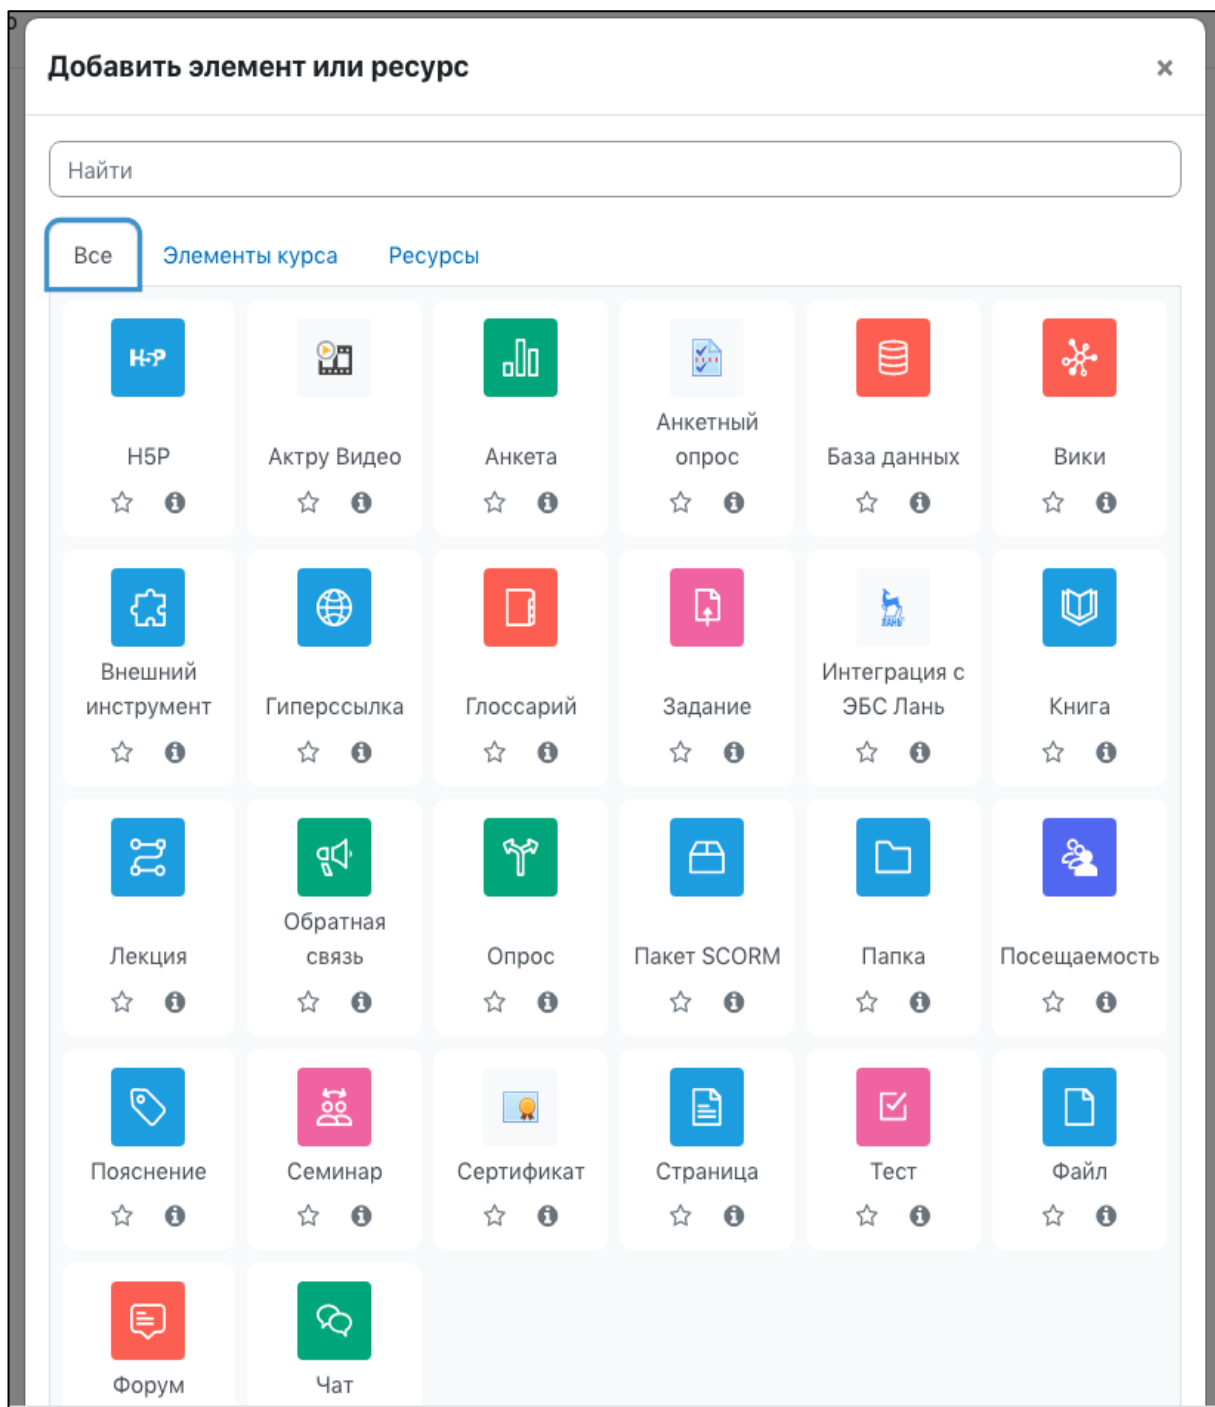 Добавить элемент или ресурс
Найти
Все Элементы курса Ресурсы
H5P
H5P Актру Видео Анкета Анкетный опрос База данных Вики
ЛАНЬ
Внешний инструмент Гиперссылка Глоссарий Задание Интеграция с ЭБС Лань Книга
Лекция Обратная связь Опрос Пакет SCORM Папка Посещаемость
Пояснение Семинар Сертификат Страница Тест Файл
Форум Чат